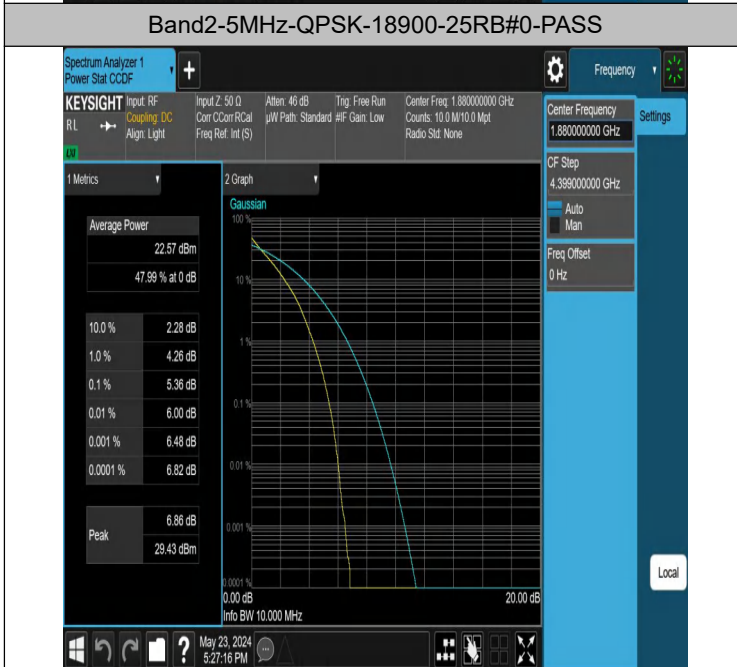 Band2-5MHz-QPSK-18900-25RB#0-PASS
Spectrum Analyzer 1
Power Stat CCDF
+
Frequency
KEYSIGHT
RL
Input: RF
Coupling: DC
Align: Light
Input Z: 50 Ω
Corr CCorr RCal
Freq Ref: Int (S)
Atten: 46 dB
µW Path: Standard
Trig: Free Run
#IF Gain: Low
Center Freq: 1.880000000 GHz
Counts: 10.0 M/10.0 Mpt
Radio Std: None
Center Frequency
1.880000000 GHz
Settings
CF Step
4.399000000 GHz
Auto
Man
Freq Offset
0 Hz
1 Metrics
Average Power
22.57 dBm
47.99 % at 0 dB
10.0 % 2.28 dB
1.0 % 4.26 dB
0.1 % 5.36 dB
0.01 % 6.00 dB
0.001 % 6.48 dB
0.0001 % 6.82 dB
Peak
6.86 dB
29.43 dBm
2 Graph
Gaussian
100 %
10 %
1 %
0.1 %
0.01 %
0.001 %
0.0001 %
0.00 dB
20.00 dB
Info BW 10.000 MHz
Local
?
May 23, 2024
5:27:16 PM